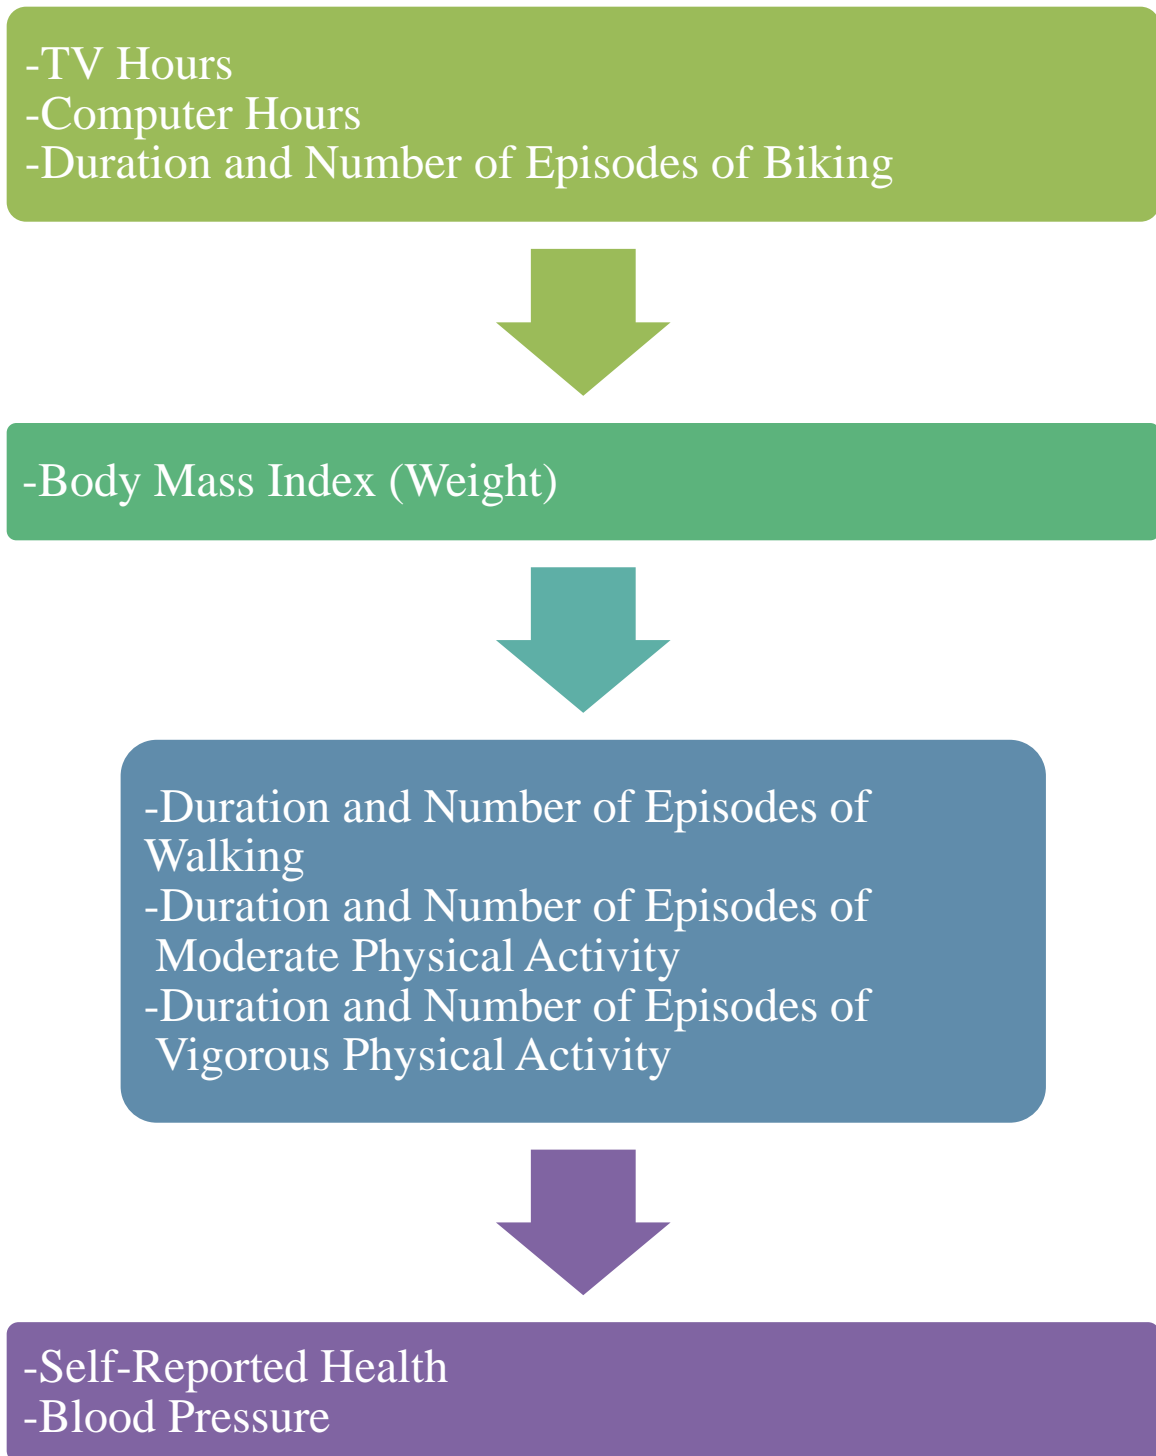 -TV Hours
-Computer Hours
-Duration and Number of Episodes of Biking
-Body Mass Index (Weight)
-Duration and Number of Episodes of
Walking
-Duration and Number of Episodes of
Moderate Physical Activity
-Duration and Number of Episodes of
Vigorous Physical Activity
-Self-Reported Health
-Blood Pressure